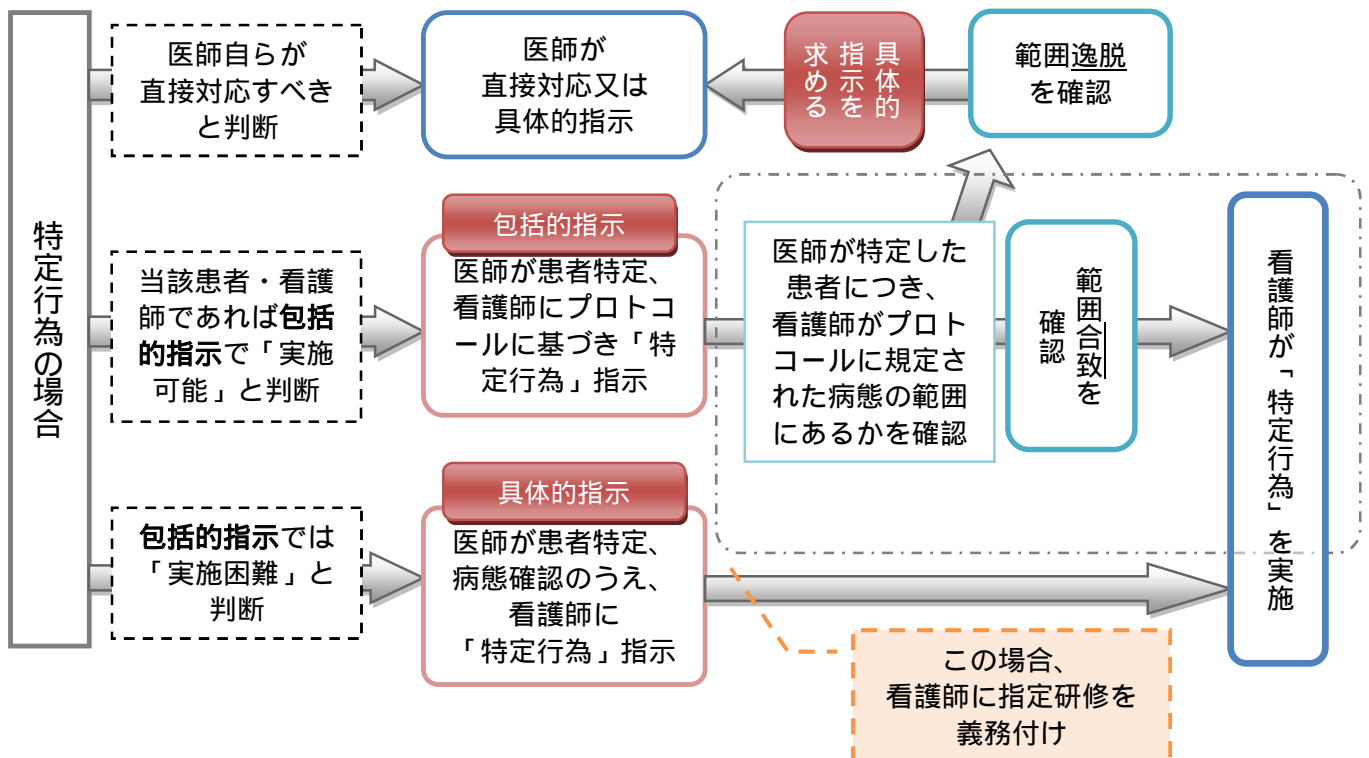 特定行為の場合
医師自らが
直接対応すべき
と判断
医師が
直接対応又は
具体的指示
具体的
指示を
求める
範囲逸脱
を確認
当該患者・看護
師であれば包括
的指示で「実施
可能」と判断
包括的指示
医師が患者特定、
看護師にプロトコ
ールに基づき「特
定行為」指示
医師が特定した
患者につき、
看護師がプロト
コールに規定さ
れた病態の範囲
にあるかを確認
範囲合致を
確認
看護師が「特定行為」を実施
包括的指示では
「実施困難」と
判断
具体的指示
医師が患者特定、
病態確認のうえ、
看護師に
「特定行為」指示
この場合、
看護師に指定研修を
義務付け